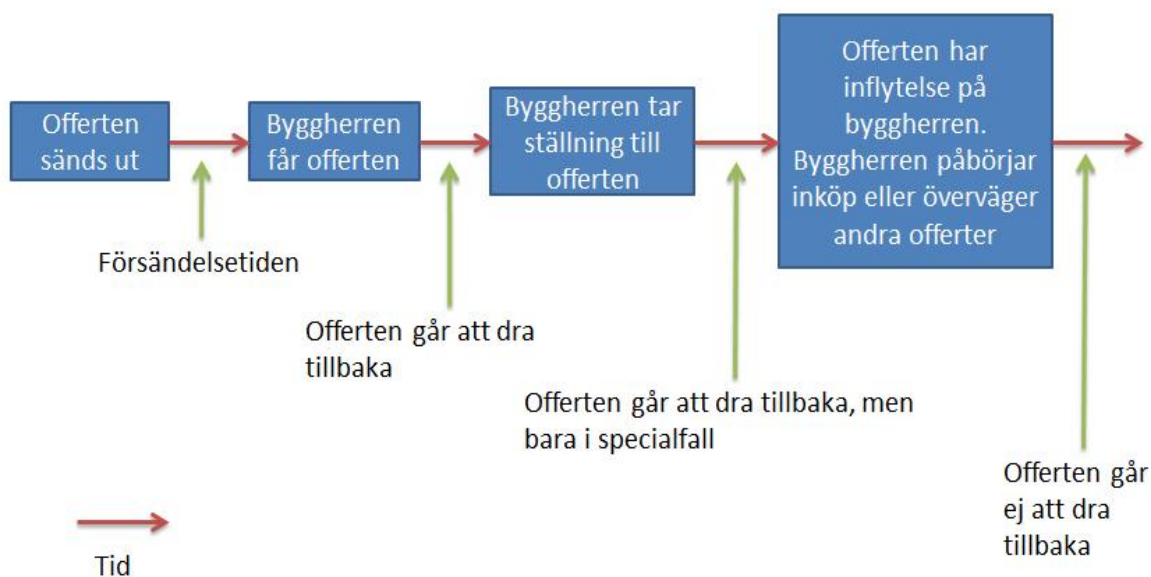 Offerten
sänds ut
Byggherren
får offerten
Byggherren tar
ställning till
offerten
Offerten har
inflytelse på
byggherren.
Byggherren påbörjar
inköp eller överväger
andra offerter
Försändelsetiden
Offerten går att dra
tillbaka
Offerten går att dra tillbaka, men
bara i specialfall
Offerten går
ej att dra
tillbaka
Tid